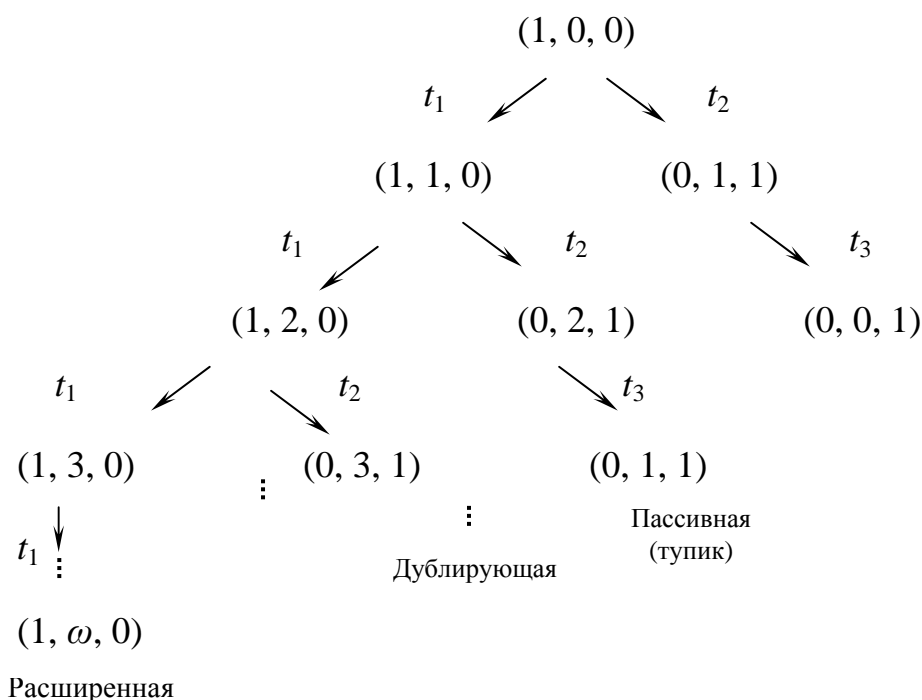 (1, 0, 0)
t₁ t₂
(1, 1, 0) (0, 1, 1)
t₁ t₂ t₃
(1, 2, 0) (0, 2, 1) (0, 0, 1)
t₁ t₂ t₃
(1, 3, 0) (0, 3, 1) (0, 1, 1)
t₁
Пассивная
(тупик)
Дублирующая
(1, ω, 0)
Расширенная